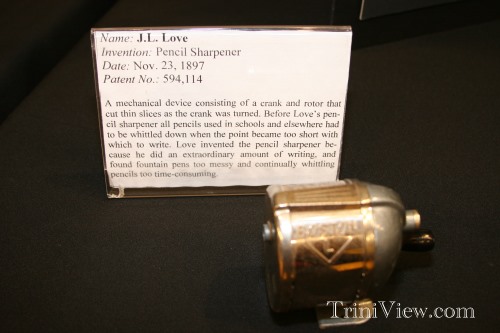 Name: J.L. Love
Invention: Pencil Sharpener
Date: Nov. 23, 1897
Patent No.: 594,114
A mechanical device consisting of a crank and rotor that
cut thin slices as the crank was turned. Before Love's pen-
cil sharpener all pencils used in schools and elsewhere had
to be whittled down when the point became too short with
which to write. Love invented the pencil sharpener be-
cause he did an extraordinary amount of writing, and
found fountain pens too messy and continually whittling
pencils too time-consuming.
TriniView.com